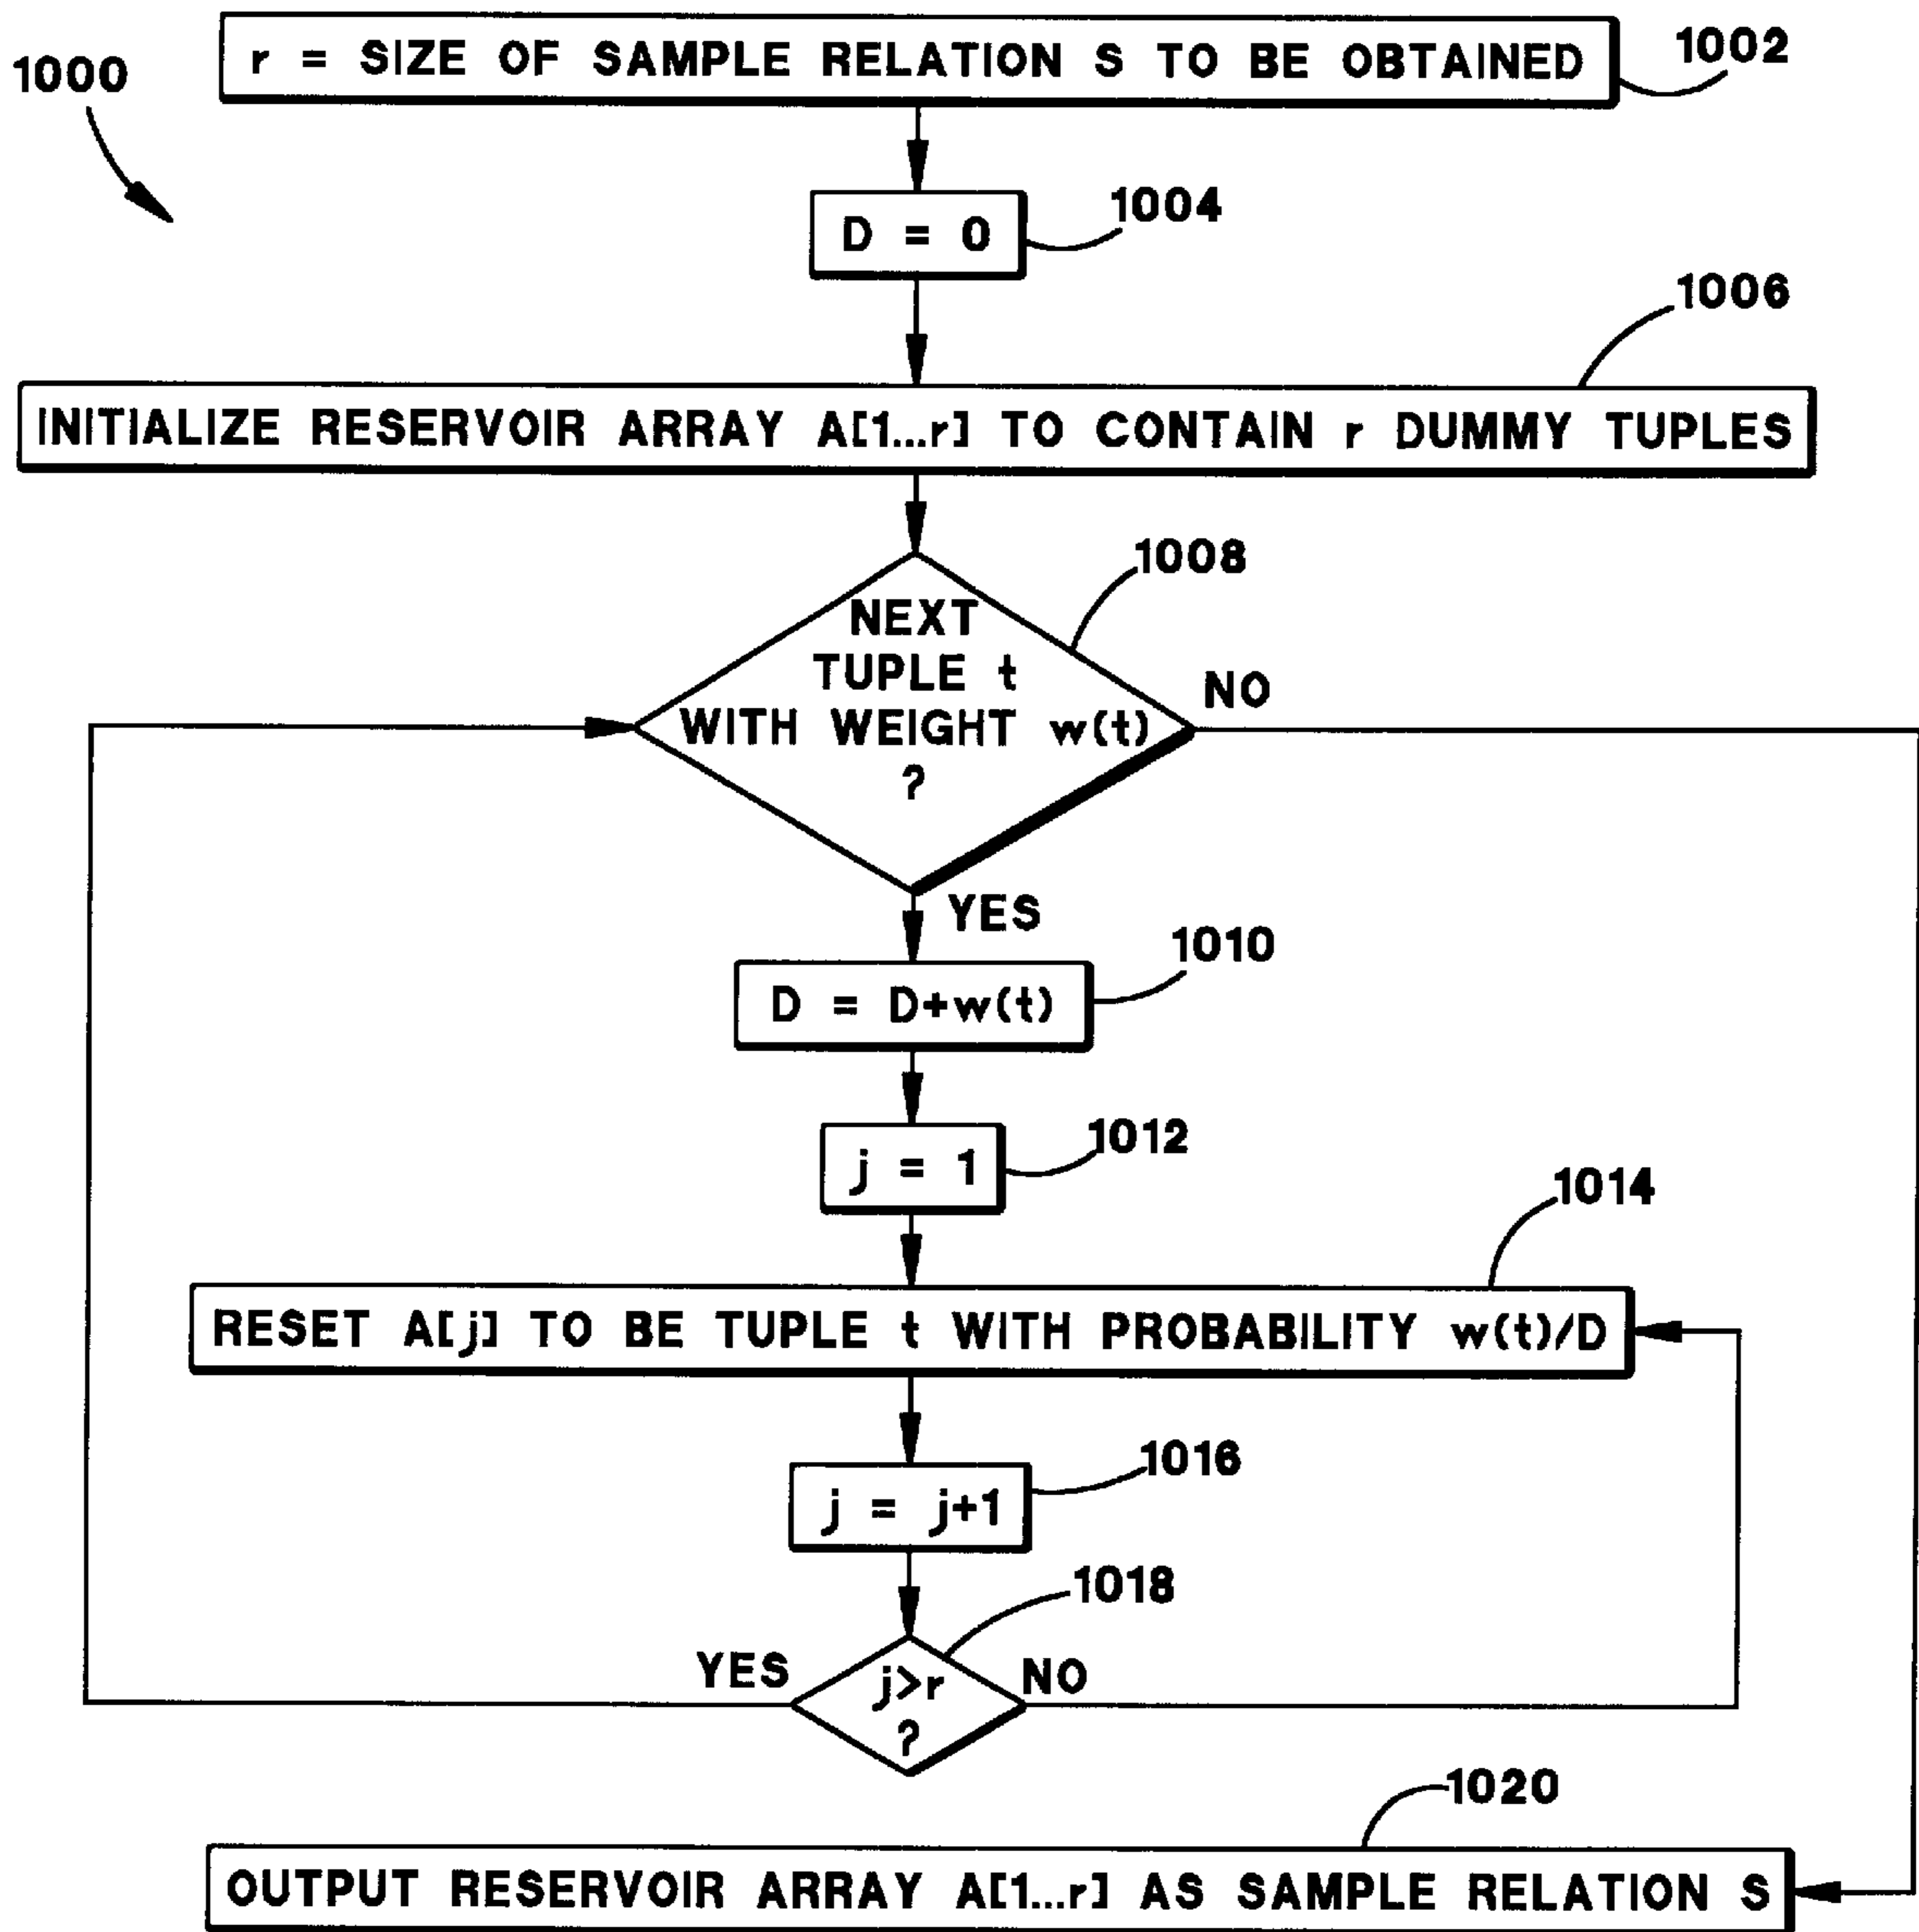 1000
r = SIZE OF SAMPLE RELATION S TO BE OBTAINED
1002
D = 0
1004
1006
INITIALIZE RESERVOIR ARRAY A[1...r] TO CONTAIN r DUMMY TUPLES
1008
NEXT
TUPLE t
WITH WEIGHT w(t)
?
NO
YES
1010
D = D+w(t)
j = 1
1012
1014
RESET A[j] TO BE TUPLE t WITH PROBABILITY w(t)/D
j = j+1
1016
1018
YES
j>r
?
NO
1020
OUTPUT RESERVOIR ARRAY A[1...r] AS SAMPLE RELATION S